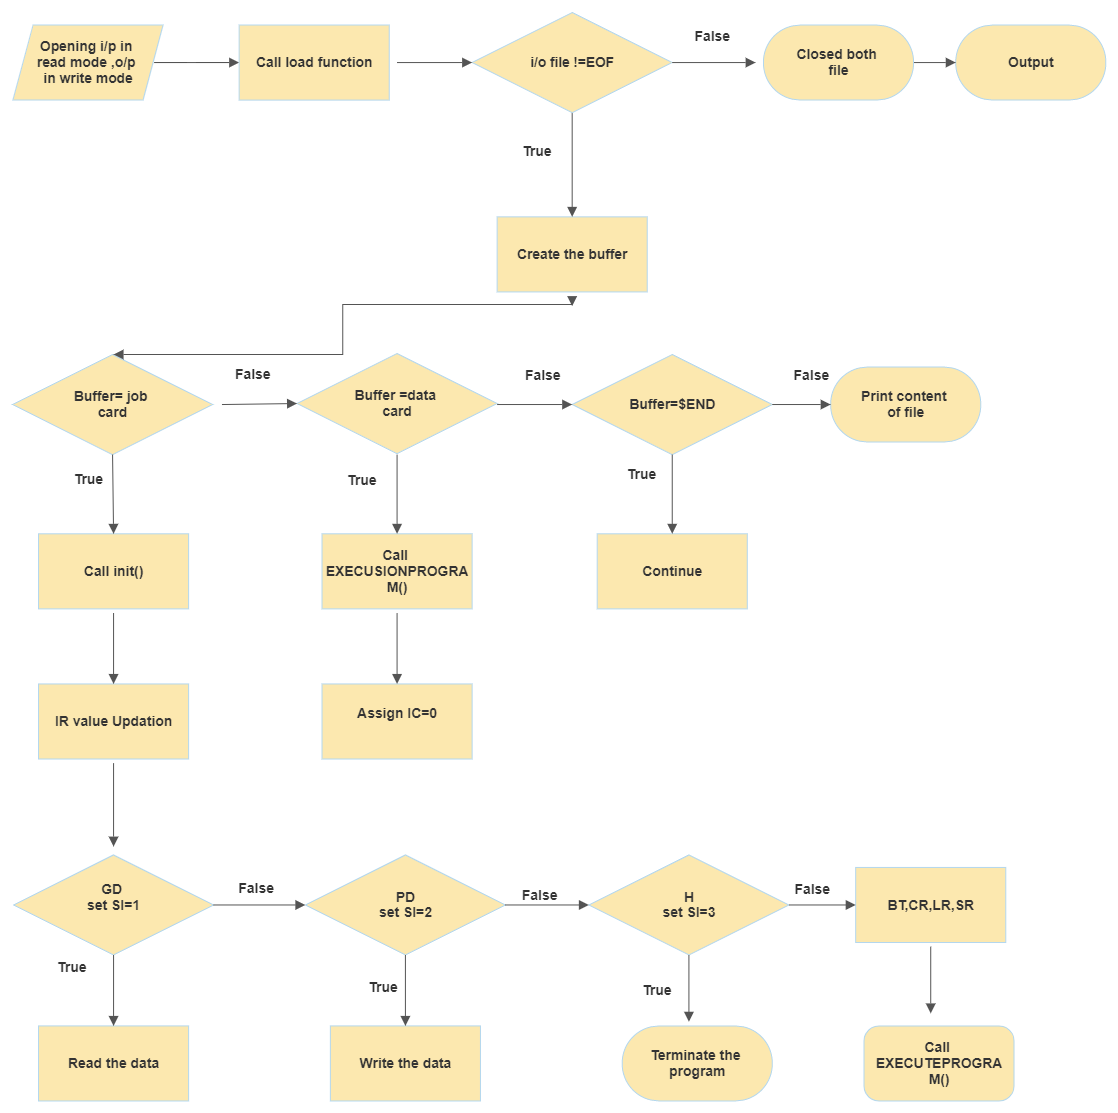 Opening i/p in
read mode ,o/p
in write mode
Call load function
i/o file !=EOF
False
Closed both
file
Output
True
Create the buffer
Buffer= job
card
False
Buffer =data
card
False
Buffer=$END
False
Print content
of file
True
True
True
Call init()
Call
EXECUSIONPROGRA
M()
Continue
IR value Updation
Assign IC=0
GD
set SI=1
False
PD
set SI=2
False
H
set SI=3
False
BT,CR,LR,SR
True
True
True
Read the data
Write the data
Terminate the
program
Call
EXECUTEPROGRA
M()